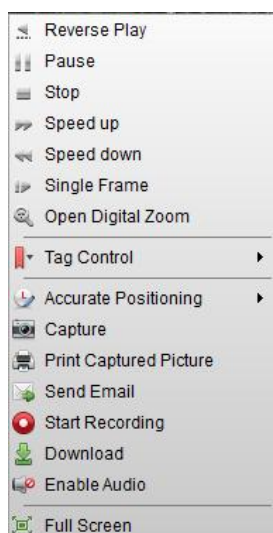 Reverse Play
Pause
Stop
Speed up
Speed down
Single Frame
Open Digital Zoom
Tag Control
Accurate Positioning
Capture
Print Captured Picture
Send Email
Start Recording
Download
Enable Audio
Full Screen